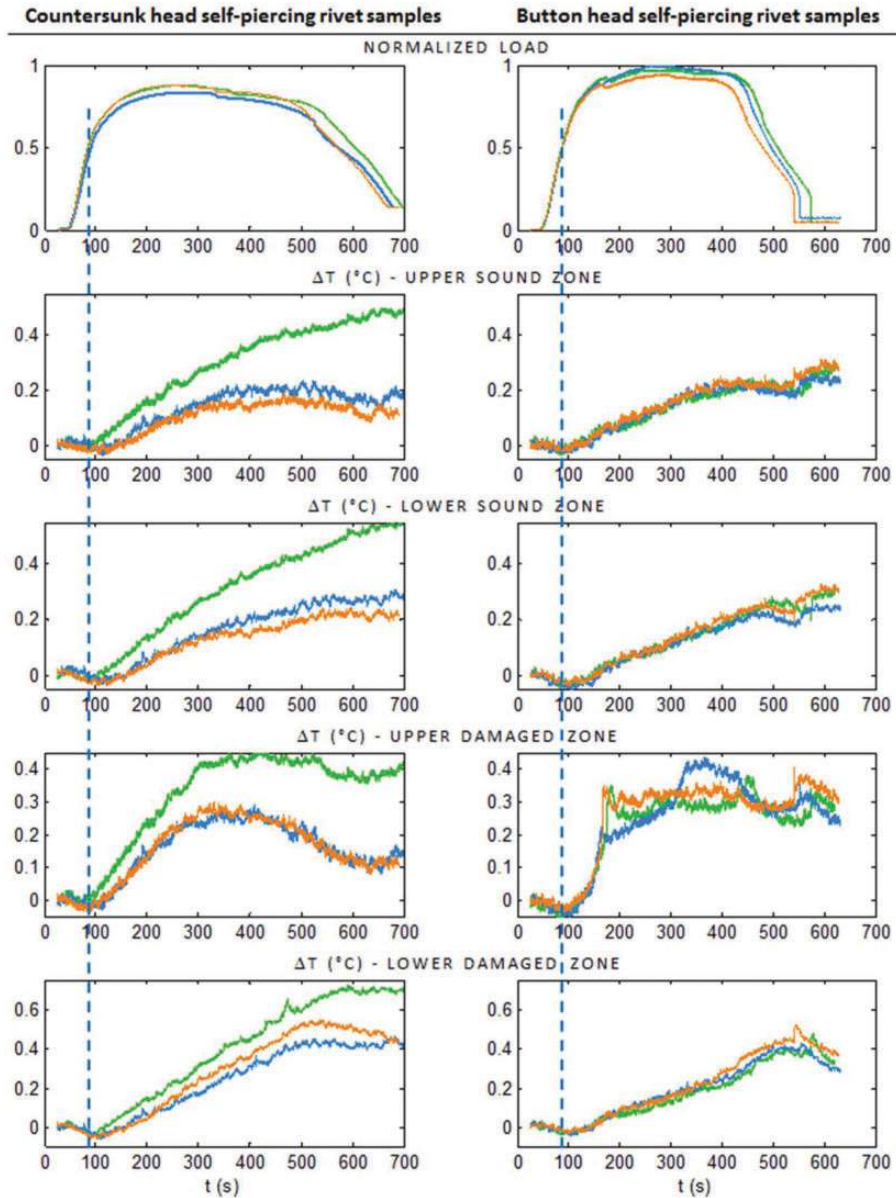 Countersunk head self-piercing rivet samples Button head self-piercing rivet samples
NORMALIZED LOAD
1 1
0.5 0.5
0 0
0 100 200 300 400 500 600 700 0 100 200 300 400 500 600 700
ΔT (°C) - UPPER SOUND ZONE
0.4 0.4
0.2 0.2
0 0
0 100 200 300 400 500 600 700 0 100 200 300 400 500 600 700
ΔT (°C) - LOWER SOUND ZONE
0.4 0.4
0.2 0.2
0 0
0 100 200 300 400 500 600 700 0 100 200 300 400 500 600 700
ΔT (°C) - UPPER DAMAGED ZONE
0.4 0.4
0.3 0.3
0.2 0.2
0.1 0.1
0 0
0 100 200 300 400 500 600 700 0 100 200 300 400 500 600 700
ΔT (°C) - LOWER DAMAGED ZONE
0.6 0.6
0.4 0.4
0.2 0.2
0 0
0 100 200 300 400 500 600 700 0 100 200 300 400 500 600 700
t (s) t (s)